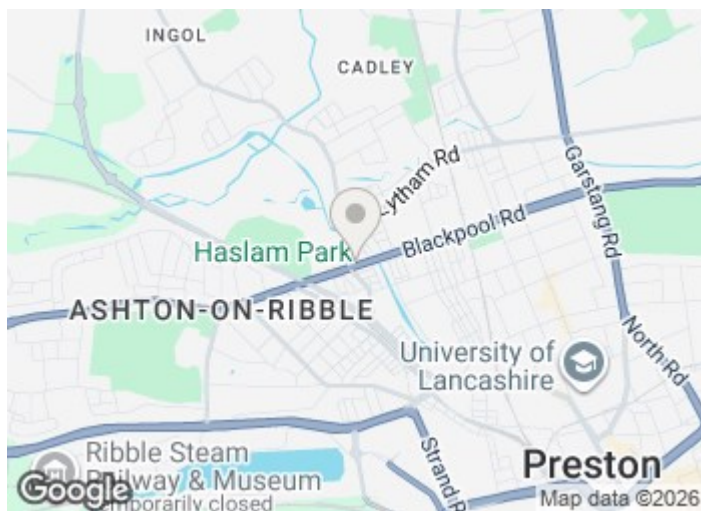 INGOL
CADLEY
Lytham Rd
Garstang Rd
Blackpool Rd
Haslam Park
ASHTON-ON-RIBBLE
University of
Lancashire
North Rd
Strand R
Ribble Steam
Railway & Museum
Temporarily closed
Preston
Google
Map data ©2026